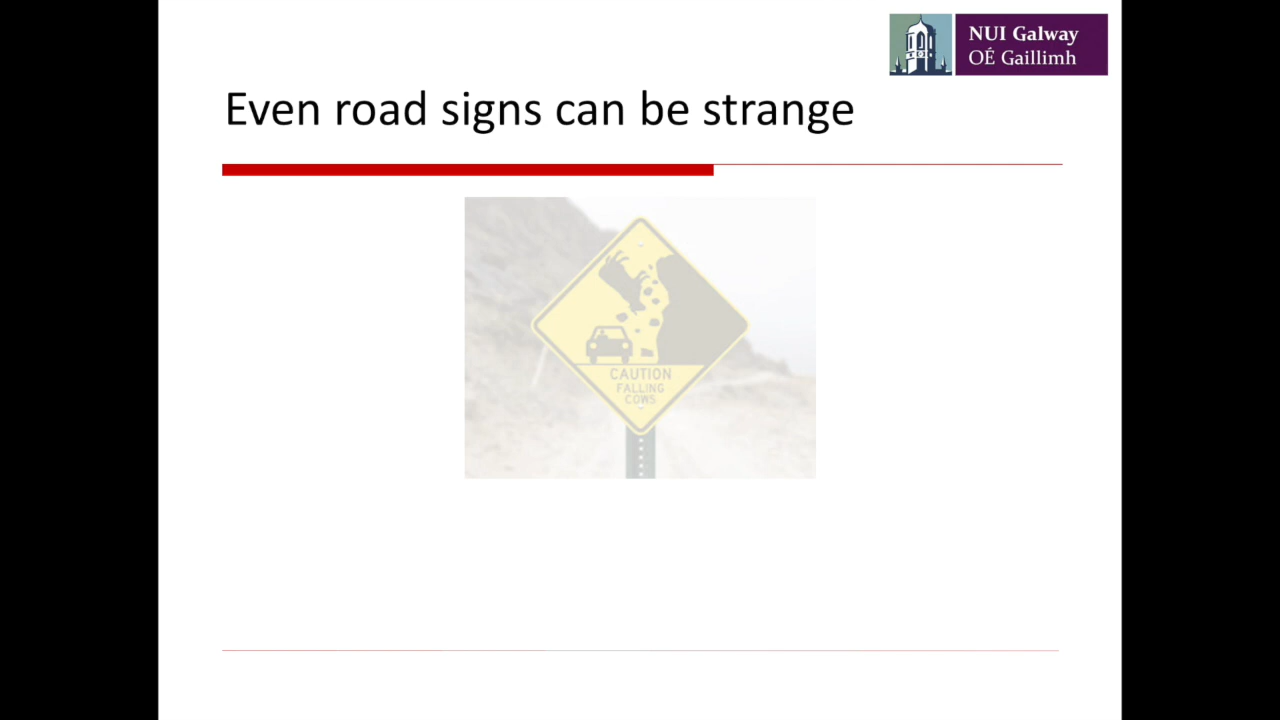 NUI Galway
OÉ Gaillimh
Even road signs can be strange
CAUTION
FALLING
COWS